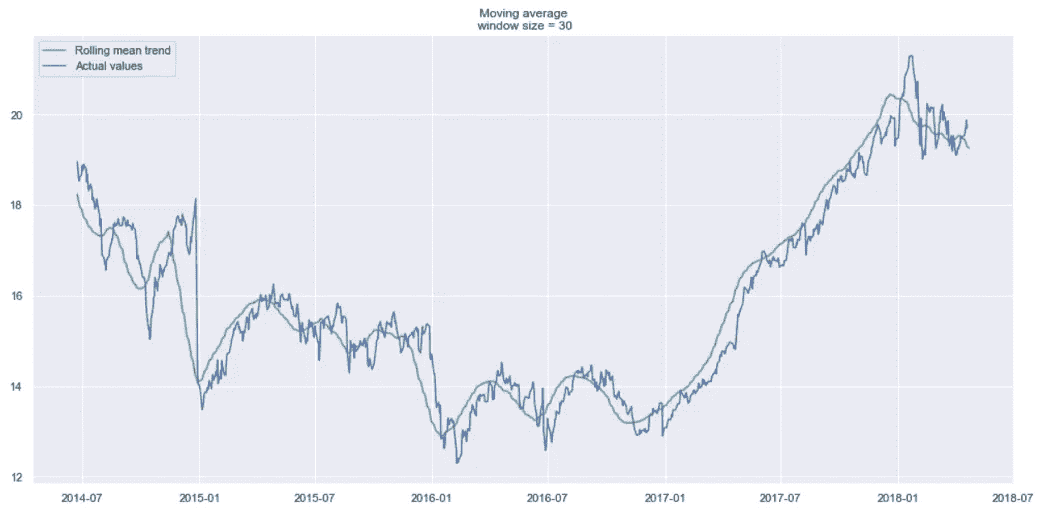 Moving average
window size = 30
Rolling mean trend
Actual values
20
18
16
14
12
2014-07 2015-01 2015-07 2016-01 2016-07 2017-01 2017-07 2018-01 2018-07